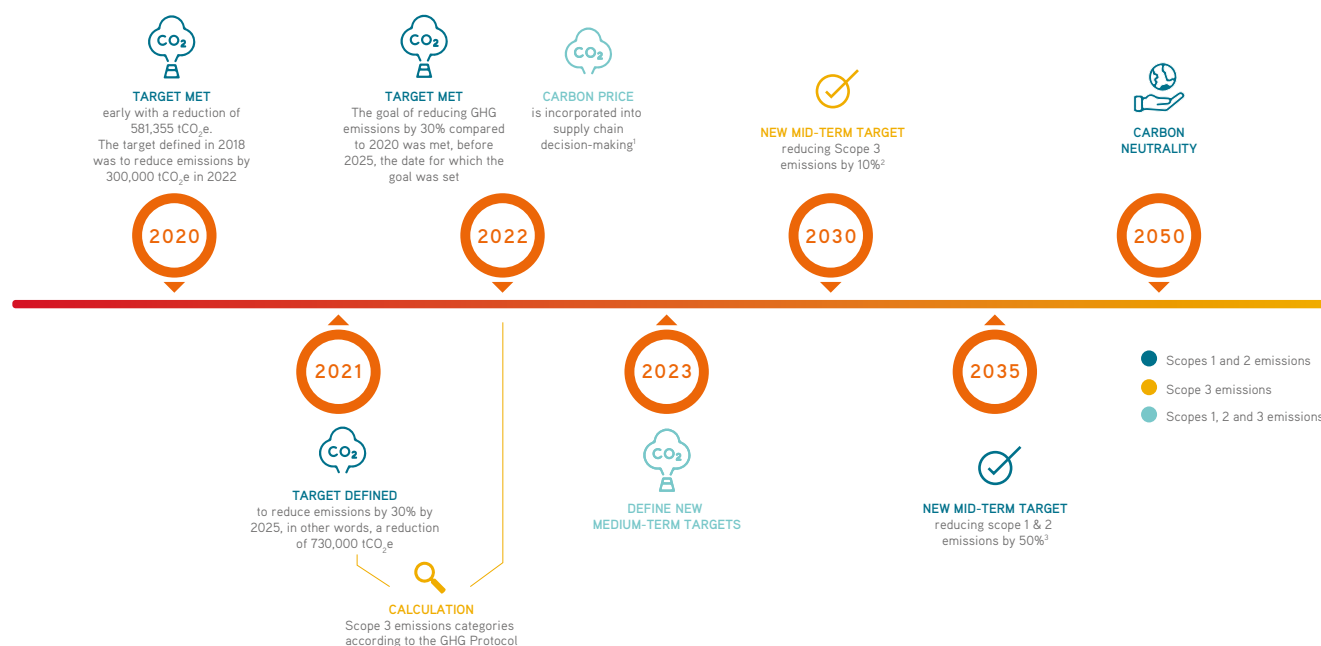 CO₂
TARGET MET
early with a reduction of
581,355 tCO₂e.
The target defined in 2018
was to reduce emissions by
300,000 tCO₂e in 2022
2020
CO₂
TARGET MET
The goal of reducing GHG
emissions by 30% compared
to 2020 was met, before
2025, the date for which the
goal was set
CO₂
CARBON PRICE
is incorporated into
supply chain
decision-making¹
2022
NEW MID-TERM TARGET
reducing Scope 3
emissions by 10%²
2030
CARBON
NEUTRALITY
2050
2021
CO₂
TARGET DEFINED
to reduce emissions by 30% by
2025, in other words, a reduction
of 730,000 tCO₂e
CALCULATION
Scope 3 emissions categories
according to the GHG Protocol
2023
CO₂
DEFINE NEW
MEDIUM-TERM TARGETS
2035
NEW MID-TERM TARGET
reducing scope 1 & 2
emissions by 50%³
Scopes 1 and 2 emissions
Scope 3 emissions
Scopes 1, 2 and 3 emissions